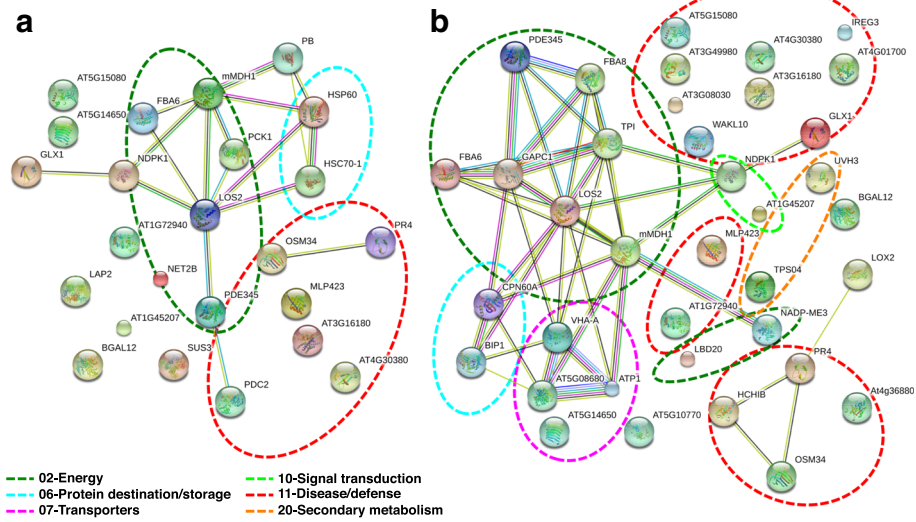 a
PB
mMDH1
AT5G15080
FBA6
HSP60
AT5G14650
PCK1
GLX1
NDPK1
HSC70-1
LOS2
AT1G72940
PR4
OSM34
NET2B
LAP2
PDE345
MLP423
AT1G45207
AT3G16180
BGAL12
SUS3
AT4G30380
PDC2
b
AT5G15080
IREG3
PDE345
AT3G49980
AT4G30380
AT4G01700
FBA8
AT3G16180
AT3G08030
WAKL10
GLX1
TPI
FBA6
GAPC1
NDPK1
UVH3
LOS2
AT1G45207
BGAL12
mMDH1
MLP423
LOX2
TPS04
CPN60A
AT1G72940
NADP-ME3
VHA-A
BIP1
LBD20
PR4
AT5G08680
ATP1
HCHIB
At4g36880
AT5G14650
AT5G10770
OSM34
02-Energy
06-Protein destination/storage
07-Transporters
10-Signal transduction
11-Disease/defense
20-Secondary metabolism